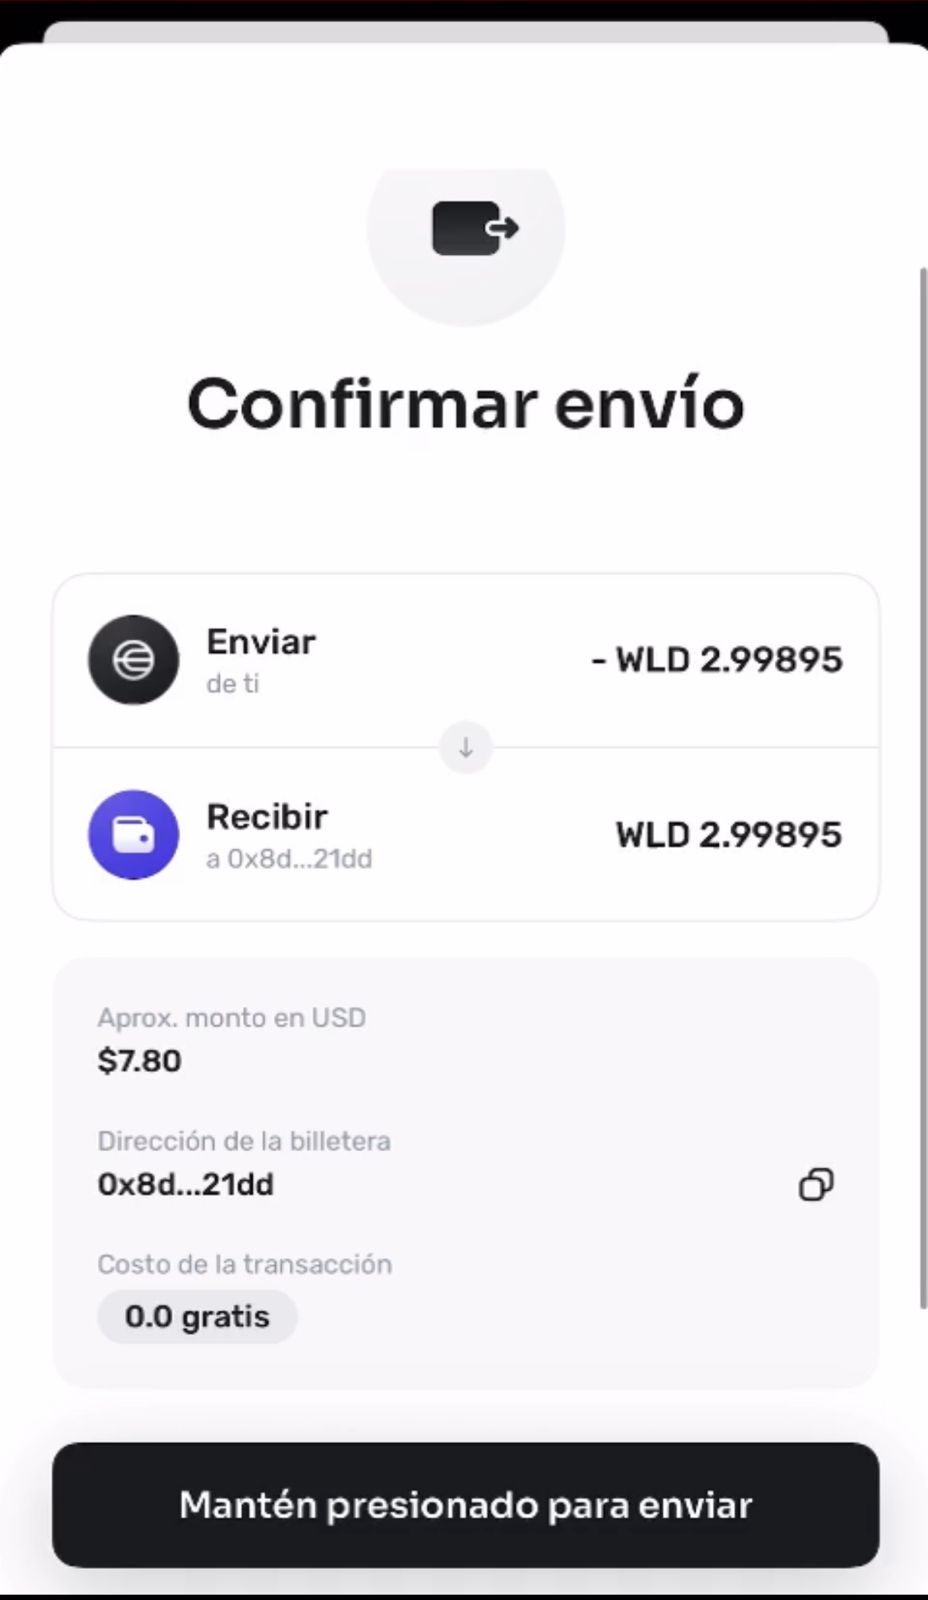 Confirmar envío
Enviar
de ti
- WLD 2.99895
Recibir
a 0x8d...21dd
WLD 2.99895
Aprox. monto en USD
$7.80
Dirección de la billetera
0x8d...21dd
Costo de la transacción
0.0 gratis
Mantén presionado para enviar